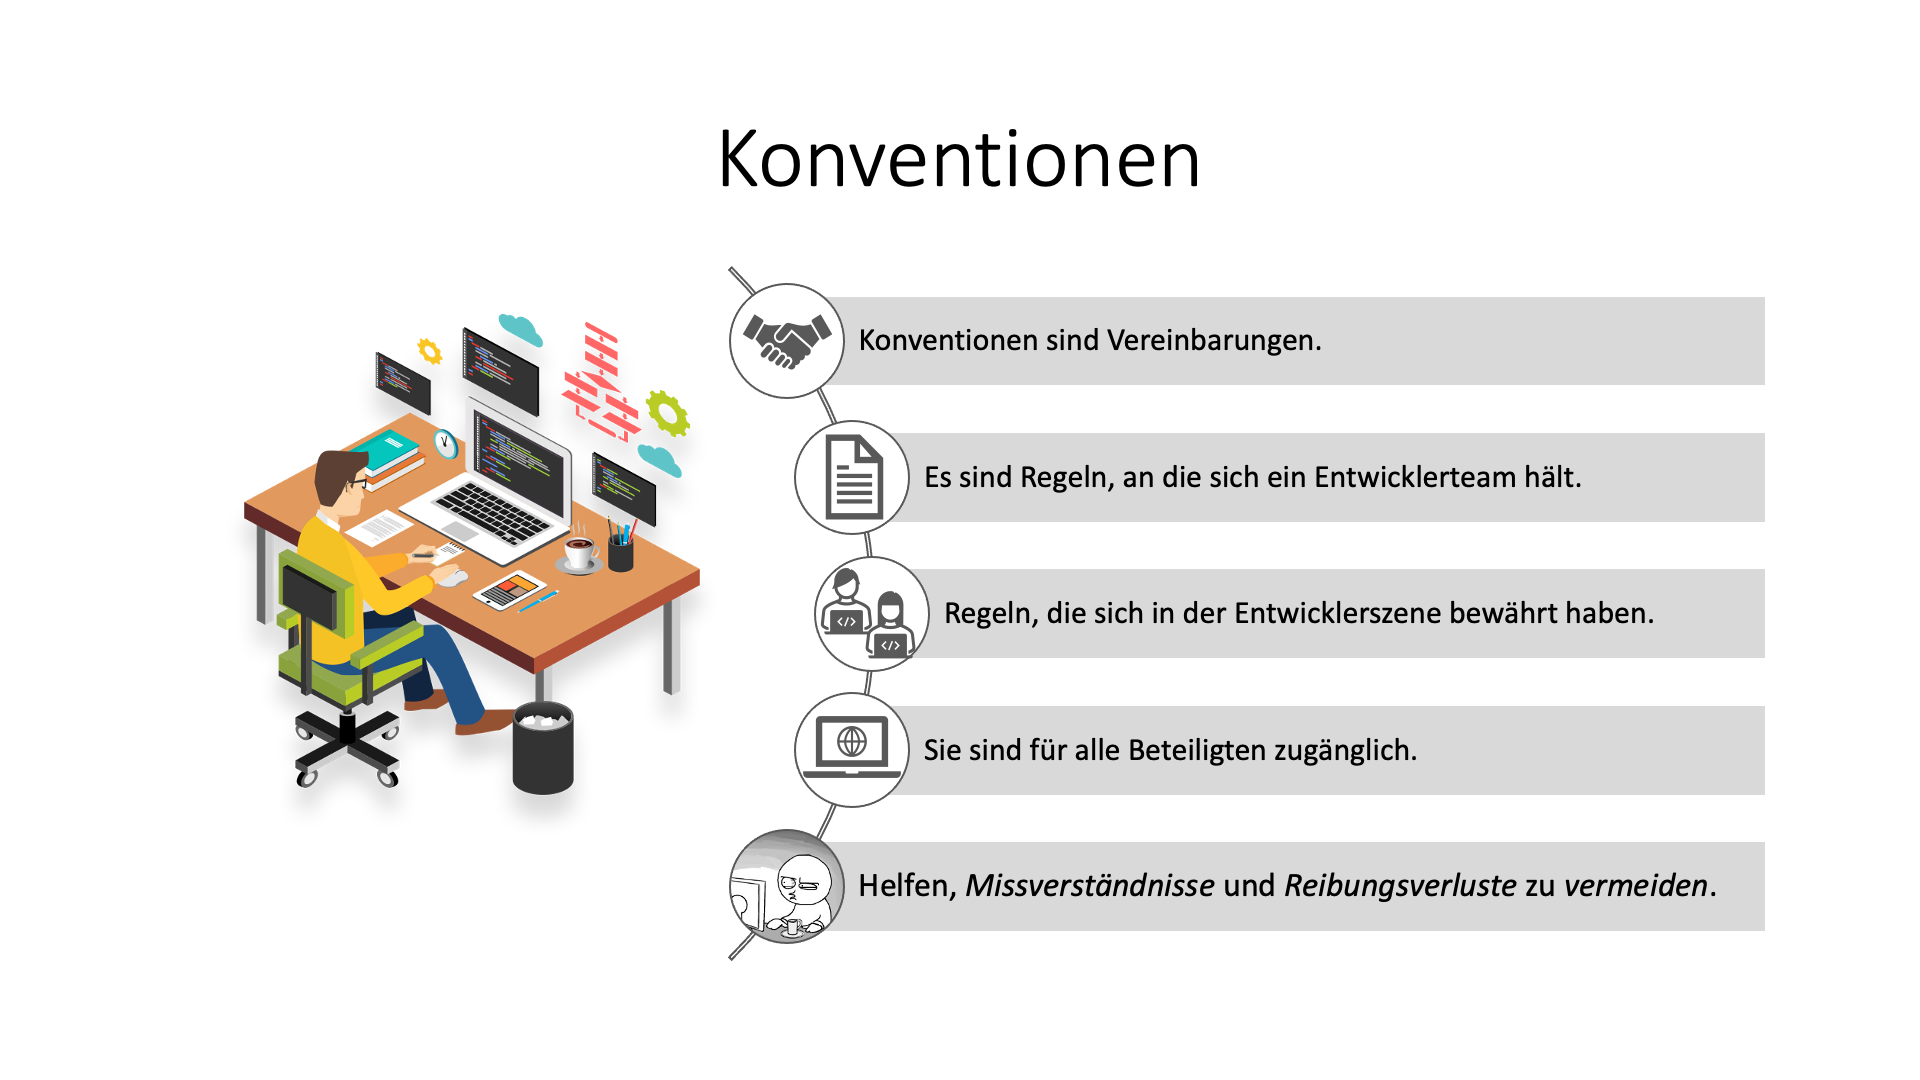 Konventionen
Konventionen sind Vereinbarungen.
Es sind Regeln, an die sich ein Entwicklerteam hält.
</>
</>
Regeln, die sich in der Entwicklerszene bewährt haben.
Sie sind für alle Beteiligten zugänglich.
Helfen, Missverständnisse und Reibungsverluste zu vermeiden.